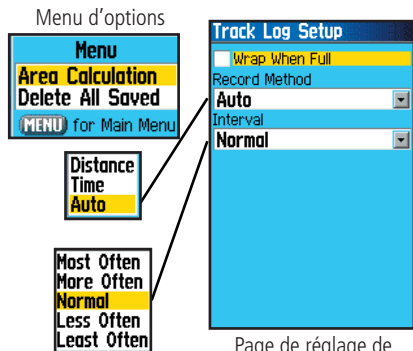 Menu d'options
Menu
Area Calculation
Delete All Saved
MENU for Main Menu
Distance
Time
Auto
Most Often
More Often
Normal
Less Often
Least Often
Track Log Setup
Wrap When Full
Record Method
Auto
Interval
Normal
Page de réglage de